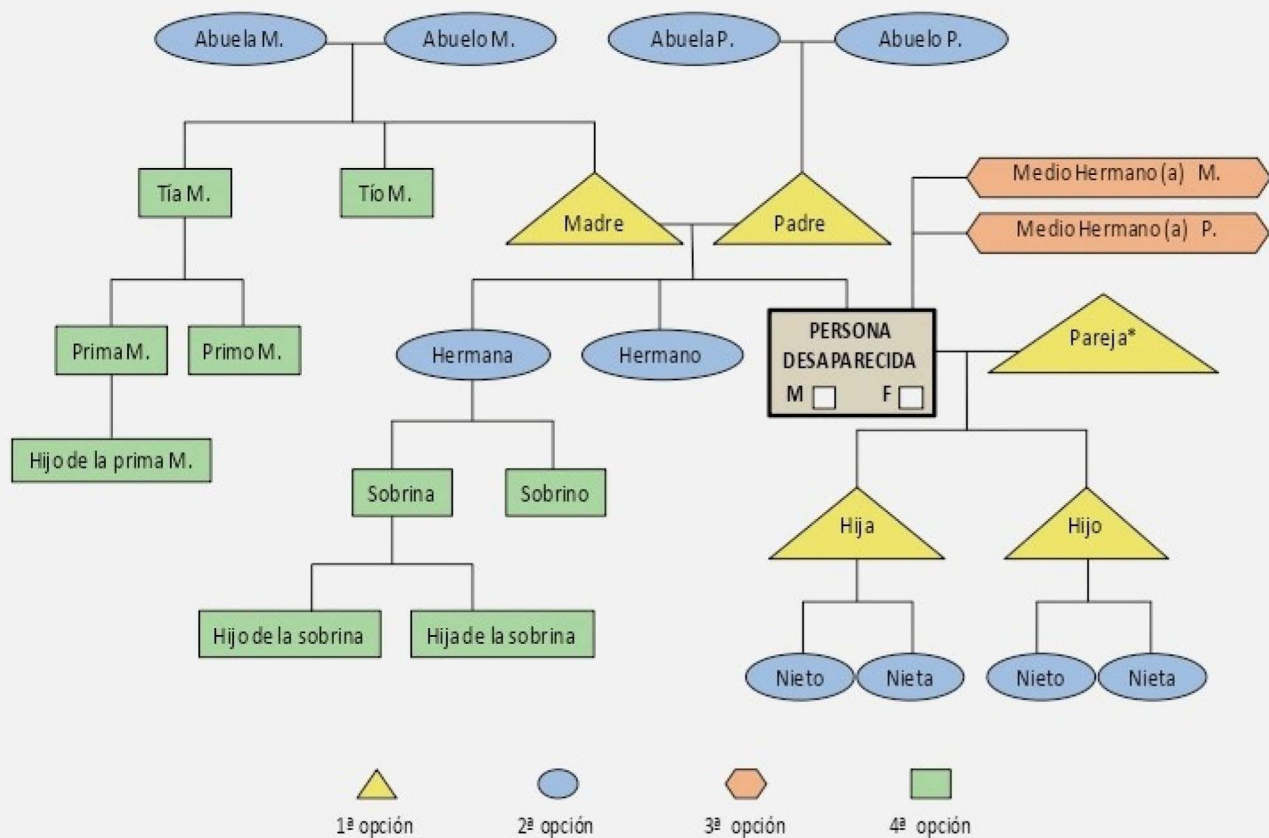 Abuela M.
Abuelo M.
Abuela P.
Abuelo P.
Tía M.
Tío M.
Madre
Padre
Medio Hermano (a) M.
Medio Hermano (a) P.
Prima M.
Primo M.
Hermana
Hermano
PERSONA
DESAPARECIDA
M F
Pareja*
Hijo de la prima M.
Sobrina
Sobrino
Hija
Hijo
Hijo de la sobrina
Hija de la sobrina
Nieto
Nieta
Nieto
Nieta
1ª opción
2ª opción
3ª opción
4ª opción